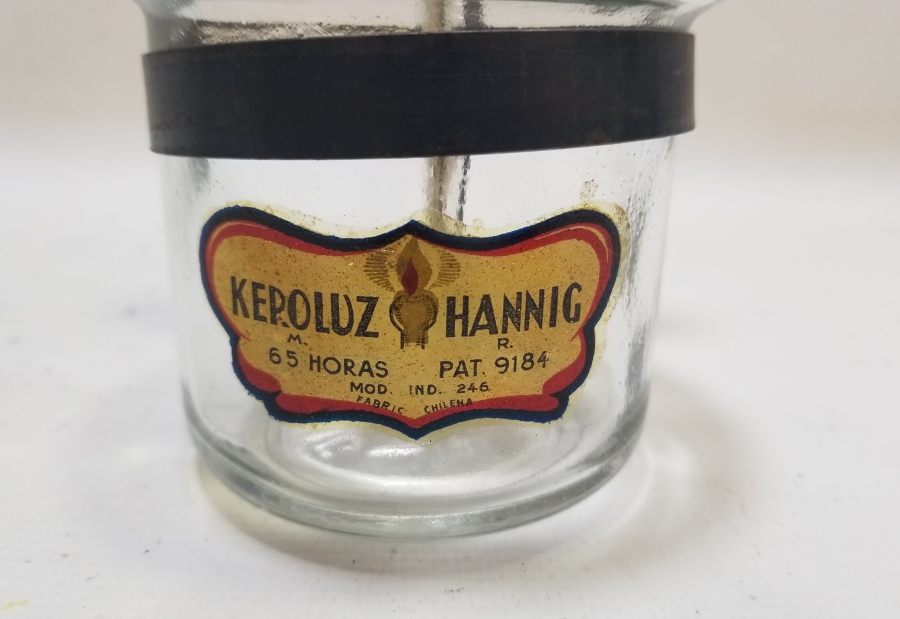 KEROLUZ HANNIG
M. R.
65 HORAS PAT. 9184
MOD. IND. 246
FABRIC. CHILENA